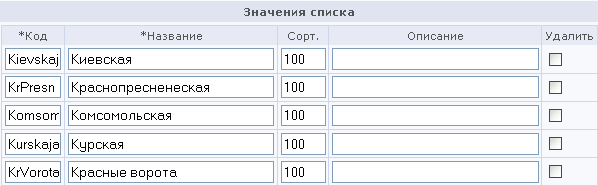 Значения списка
*Код *Название Сорт. Описание Удалить
Kievskaj Киевская 100
KrPresn Краснопресненеская 100
Komsom Комсомольская 100
Kurskaja Курская 100
KrVorota Красные ворота 100